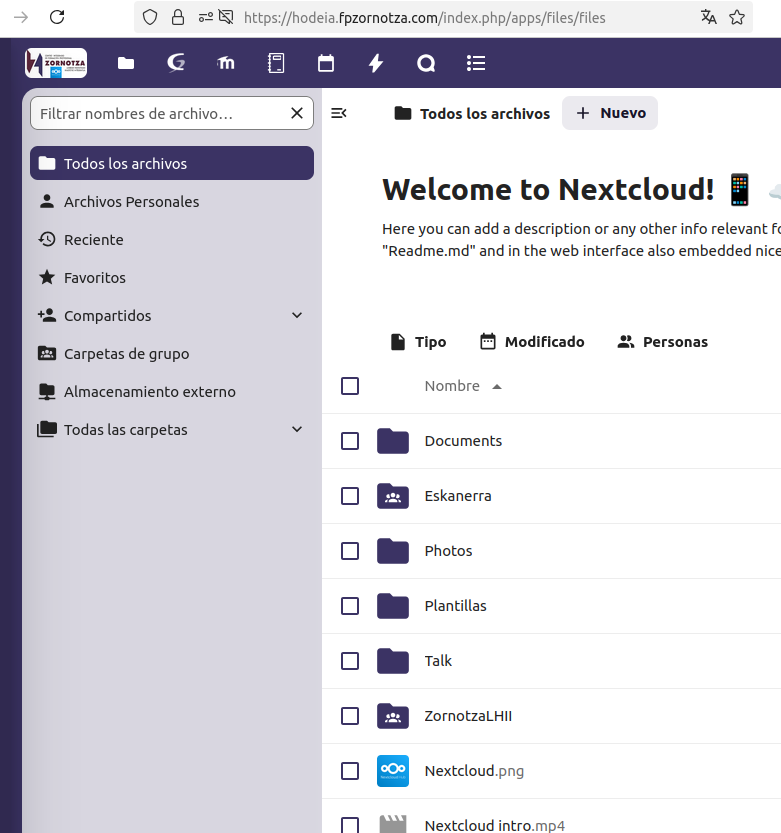 https://hodeia.fpzornotza.com/index.php/apps/files/files
ZORNOTZA
Filtrar nombres de archivo…
Todos los archivos
Nuevo
Todos los archivos
Archivos Personales
Reciente
Favoritos
Compartidos
Carpetas de grupo
Almacenamiento externo
Todas las carpetas
Welcome to Nextcloud!
Here you can add a description or any other info relevant fo
"Readme.md" and in the web interface also embedded nice
Tipo
Modificado
Personas
Nombre
Documents
Eskanerra
Photos
Plantillas
Talk
ZornotzaLHII
Nextcloud.png
Nextcloud intro.mp4